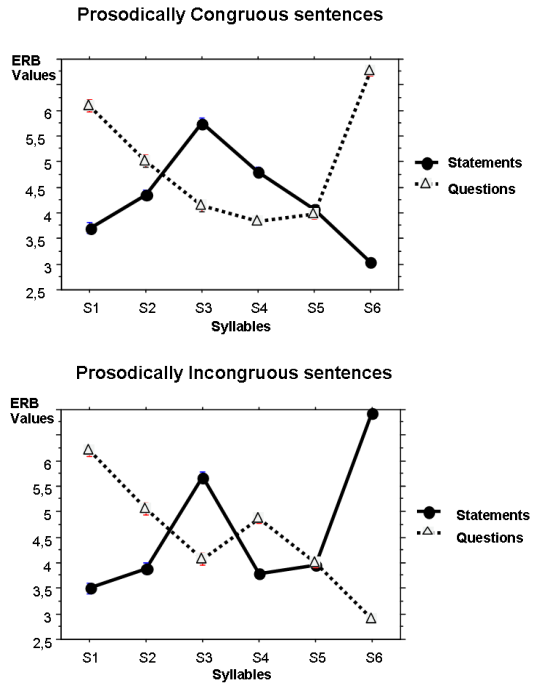 Prosodically Congruous sentences
ERB
Values
6
5,5
5
4,5
4
3,5
3
2,5
S1 S2 S3 S4 S5 S6
Syllables
Statements
Questions
Prosodically Incongruous sentences
ERB
Values
6
5,5
5
4,5
4
3,5
3
2,5
S1 S2 S3 S4 S5 S6
Syllables
Statements
Questions